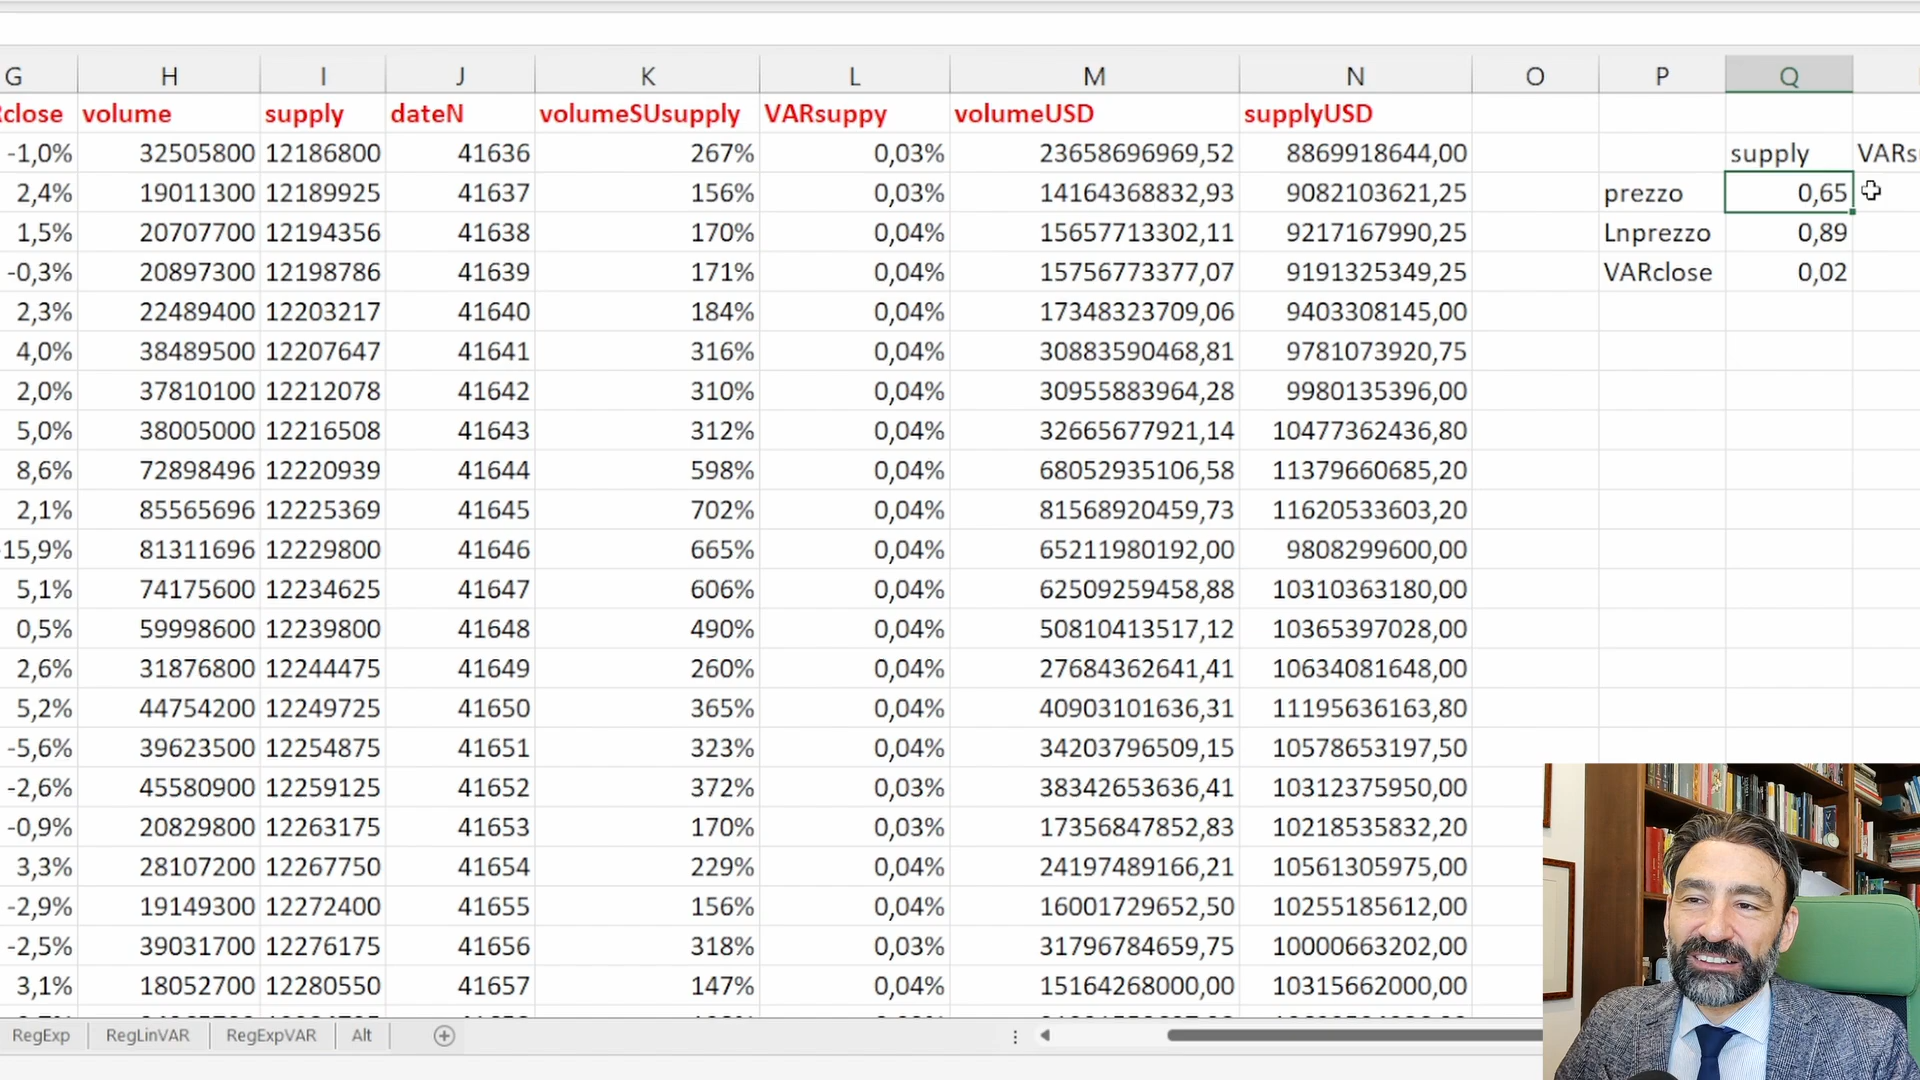 G H I J K L M N O P Q
close volume supply dateN volumeSUsupply VARsuppy volumeUSD supplyUSD
-1,0% 32505800 12186800 41636 267% 0,03% 23658696969,52 8869918644,00 supply VARs
2,4% 19011300 12189925 41637 156% 0,03% 14164368832,93 9082103621,25 prezzo 0,65
1,5% 20707700 12194356 41638 170% 0,04% 15657713302,11 9217167990,25 Lnprezzo 0,89
-0,3% 20897300 12198786 41639 171% 0,04% 15756773377,07 9191325349,25 VARclose 0,02
2,3% 22489400 12203217 41640 184% 0,04% 17348323709,06 9403308145,00
4,0% 38489500 12207647 41641 316% 0,04% 30883590468,81 9781073920,75
2,0% 37810100 12212078 41642 310% 0,04% 30955883964,28 9980135396,00
5,0% 38005000 12216508 41643 312% 0,04% 32665677921,14 10477362436,80
8,6% 72898496 12220939 41644 598% 0,04% 68052935106,58 11379660685,20
2,1% 85565696 12225369 41645 702% 0,04% 81568920459,73 11620533603,20
15,9% 81311696 12229800 41646 665% 0,04% 65211980192,00 9808299600,00
5,1% 74175600 12234625 41647 606% 0,04% 62509259458,88 10310363180,00
0,5% 59998600 12239800 41648 490% 0,04% 50810413517,12 10365397028,00
2,6% 31876800 12244475 41649 260% 0,04% 27684362641,41 10634081648,00
5,2% 44754200 12249725 41650 365% 0,04% 40903101636,31 11195636163,80
-5,6% 39623500 12254875 41651 323% 0,04% 34203796509,15 10578653197,50
-2,6% 45580900 12259125 41652 372% 0,03% 38342653636,41 10312375950,00
-0,9% 20829800 12263175 41653 170% 0,03% 17356847852,83 10218535832,20
3,3% 28107200 12267750 41654 229% 0,04% 24197489166,21 10561305975,00
-2,9% 19149300 12272400 41655 156% 0,04% 16001729652,50 10255185612,00
-2,5% 39031700 12276175 41656 318% 0,03% 31796784659,75 10000663202,00
3,1% 18052700 12280550 41657 147% 0,04% 15164268000,00 10315662000,00
RegExp RegLinVAR RegExpVAR Alt